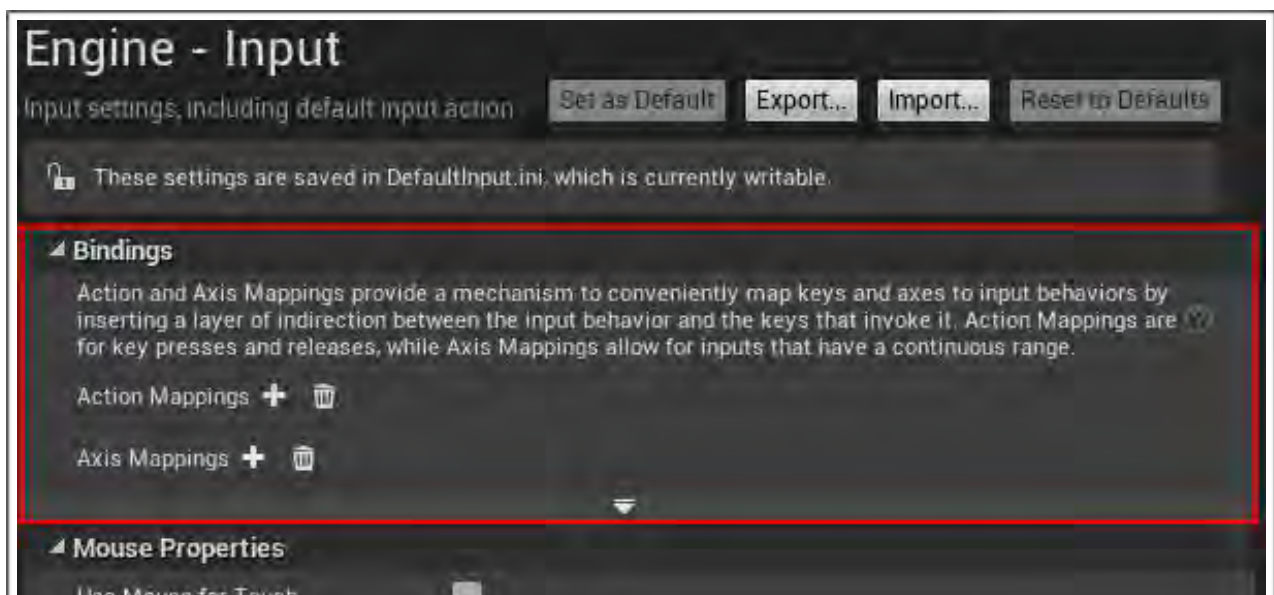 Engine - Input
Input settings, including default input action
Set as Default
Export...
Import...
Reset to Defaults
These settings are saved in DefaultInput.ini, which is currently writable.
Bindings
Action and Axis Mappings provide a mechanism to conveniently map keys and axes to input behaviors by
inserting a layer of indirection between the input behavior and the keys that invoke it. Action Mappings are
for key presses and releases, while Axis Mappings allow for inputs that have a continuous range.
Action Mappings
Axis Mappings
Mouse Properties
Use Mouse for Touch